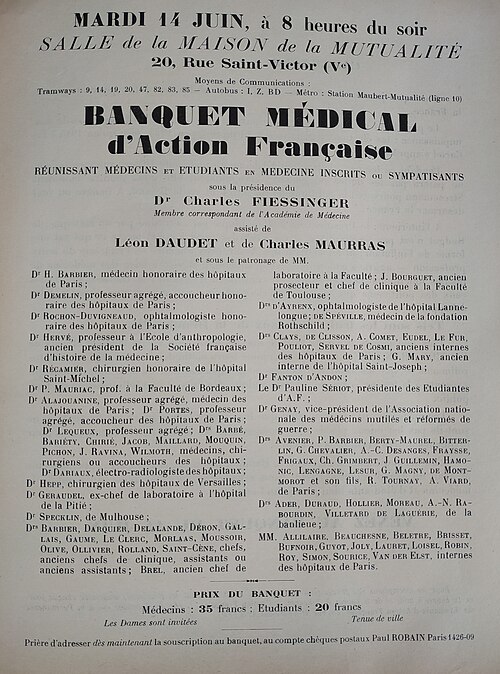 MARDI 14 JUIN, à 8 heures du soir
SALLE de la MAISON de la MUTUALITÉ
20, Rue Saint-Victor (Ve)
Moyens de Communications :
Tramways : 9, 14, 19, 20, 47, 82, 83, 85 — Autobus : I, Z, BD — Métro : Station Maubert-Mutualité (ligne 10)
BANQUET MÉDICAL
d'Action Française
RÉUNISSANT MÉDECINS ET ETUDIANTS EN MEDECINE INSCRITS OU SYMPATISANTS
sous la présidence du
Dr Charles FIESSINGER
Membre correspondant de l'Académie de Médecine
assisté de
Léon DAUDET et de Charles MAURRAS
et sous le patronage de MM.
Dr H. BARBIER, médecin honoraire des hôpitaux
de Paris ;
Dr DEMELIN, professeur agrégé, accoucheur hono-
raire des hôpitaux de Paris ;
Dr ROCHON-DUVIGNEAUD, ophtalmologiste hono-
raire des hôpitaux de Paris ;
Dr HERVÉ, professeur à l'Ecole d'anthropologie,
ancien président de la Société française
d'histoire de la médecine ;
Dr RÉCAMIER, chirurgien honoraire de l'hôpital
Saint-Michel ;
Dr P. MAURIAC, prof. à la Faculté de Bordeaux ;
Dr ALAJOUANINE, professeur agrégé, médecin des
hôpitaux de Paris ; Dr PORTES, professeur
agrégé, accoucheur des hôpitaux de Paris ;
Dr LEQUEUX, professeur agrégé ; Drs BARBÉ,
BARIÉTY, CHIRIÉ, JACOB, MAILLARD, MOUQUIN,
PICHON, J. RAVINA, WILMOTH, médecins, chi-
rurgiens ou accoucheurs des hôpitaux ;
Dr DARIAUX, électro-radiologiste des hôpitaux ;
Dr HEPP, chirurgien des hôpitaux de Versailles ;
Dr GERAUDEL, ex-chef de laboratoire à l'hôpital
de la Pitié ;
Dr SPECKLIN, de Mulhouse ;
Drs BARBIER, DARQUIER, DELALANDE, DÉRON, GAL-
LAIS, GAUME, LE CLERC, MORLAAS, MOUSSOIR,
OLIVE, OLLIVIER, ROLLAND, SAINT-CÈNE, chefs,
anciens chefs de clinique, assistants ou
anciens assistants ; BREL, ancien chef de
laboratoire à la Faculté ; J. BOURGUET, ancien
prosecteur et chef de clinique à la Faculté
de Toulouse ;
Drs D'AYRENX, ophtalmologiste de l'hôpital Lanne-
longue ; DE SÉVILLE, médecin de la fondation
Rothschild ;
Drs CLAYS, DE CLISSON, A. COMET, EUDEL, LE FUR,
POULIOT, SERVEL DE COSMI, anciens internes
des hôpitaux de Paris ; G. MARY, ancien
interne de l'hôpital Saint-Joseph ;
Dr FANTON D'ANDON ;
Le Dr Pauline SÉRIOT, présidente des Etudiantes
d'A.F. ;
Dr GENAY, vice-président de l'Association natio-
nale des médecins mutilés et réformés de
guerre ;
Drs AVENIER, P. BARBIER, BERTY-MAUREL, BITTER-
LIN, G. CHEVALIER, A.-C. DESANGES, FRAYSSE,
FRIGAUX, CH. GRIMBERT, J. GUILLEMIN, HAMO-
NIC, LENGAGNE, LESUR, G. MAGNY, DE MONT-
MOROT et son fils, R. TOURNAY, A. VIARD,
de Paris ;
Drs ADER, DURAUD, HOLLIER, MOREAU, A.-N. RA-
BOURDIN, VILLETARD DE LAGUÉRIE, de la
banlieue ;
MM. ALLILAIRE, BEAUCHESNE, BELETRE, BRISSET,
BUFNOIR, GUYOT, JOLY, LAURET, LOISEL, ROBIN,
ROY, SIMON, SOURICE, VAN DER ELST, internes
des hôpitaux de Paris.
PRIX DU BANQUET :
Médecins : 35 francs ; Etudiants : 20 francs
Les Dames sont invitées
Tenue de ville
Prière d'adresser dès maintenant la souscription au banquet, au compte chèques postaux Paul ROBAIN Paris 1426-09